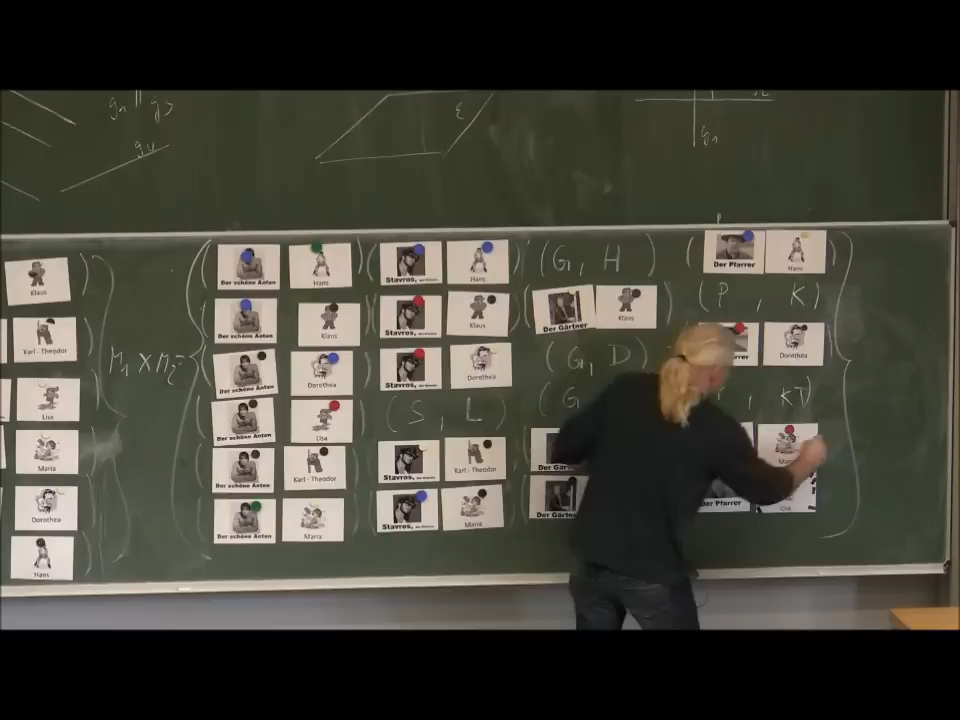 g₁ ∥ g₃
g₄
ε
g₁
Klaus
Karl - Theodor
Lisa
Maria
Dorothea
Hans
M₁ × M₂ =
Der schöne Anton Hans
Stavros, Hans
(G, H)
Der Pfarrer Hans
Der schöne Anton Klaus
Stavros, Klaus
Der Gärtner Klaus
(P, K)
Der schöne Anton Dorothea
Stavros, Dorothea
(G, D)
Dorothea
Der schöne Anton Lisa
(S, L)
(G
, KT)
Der schöne Anton Karl - Theodor
Stavros, Karl - Theodor
Der schöne Anton Maria
Stavros, Maria
Der Gärtner
Der Pfarrer Lisa